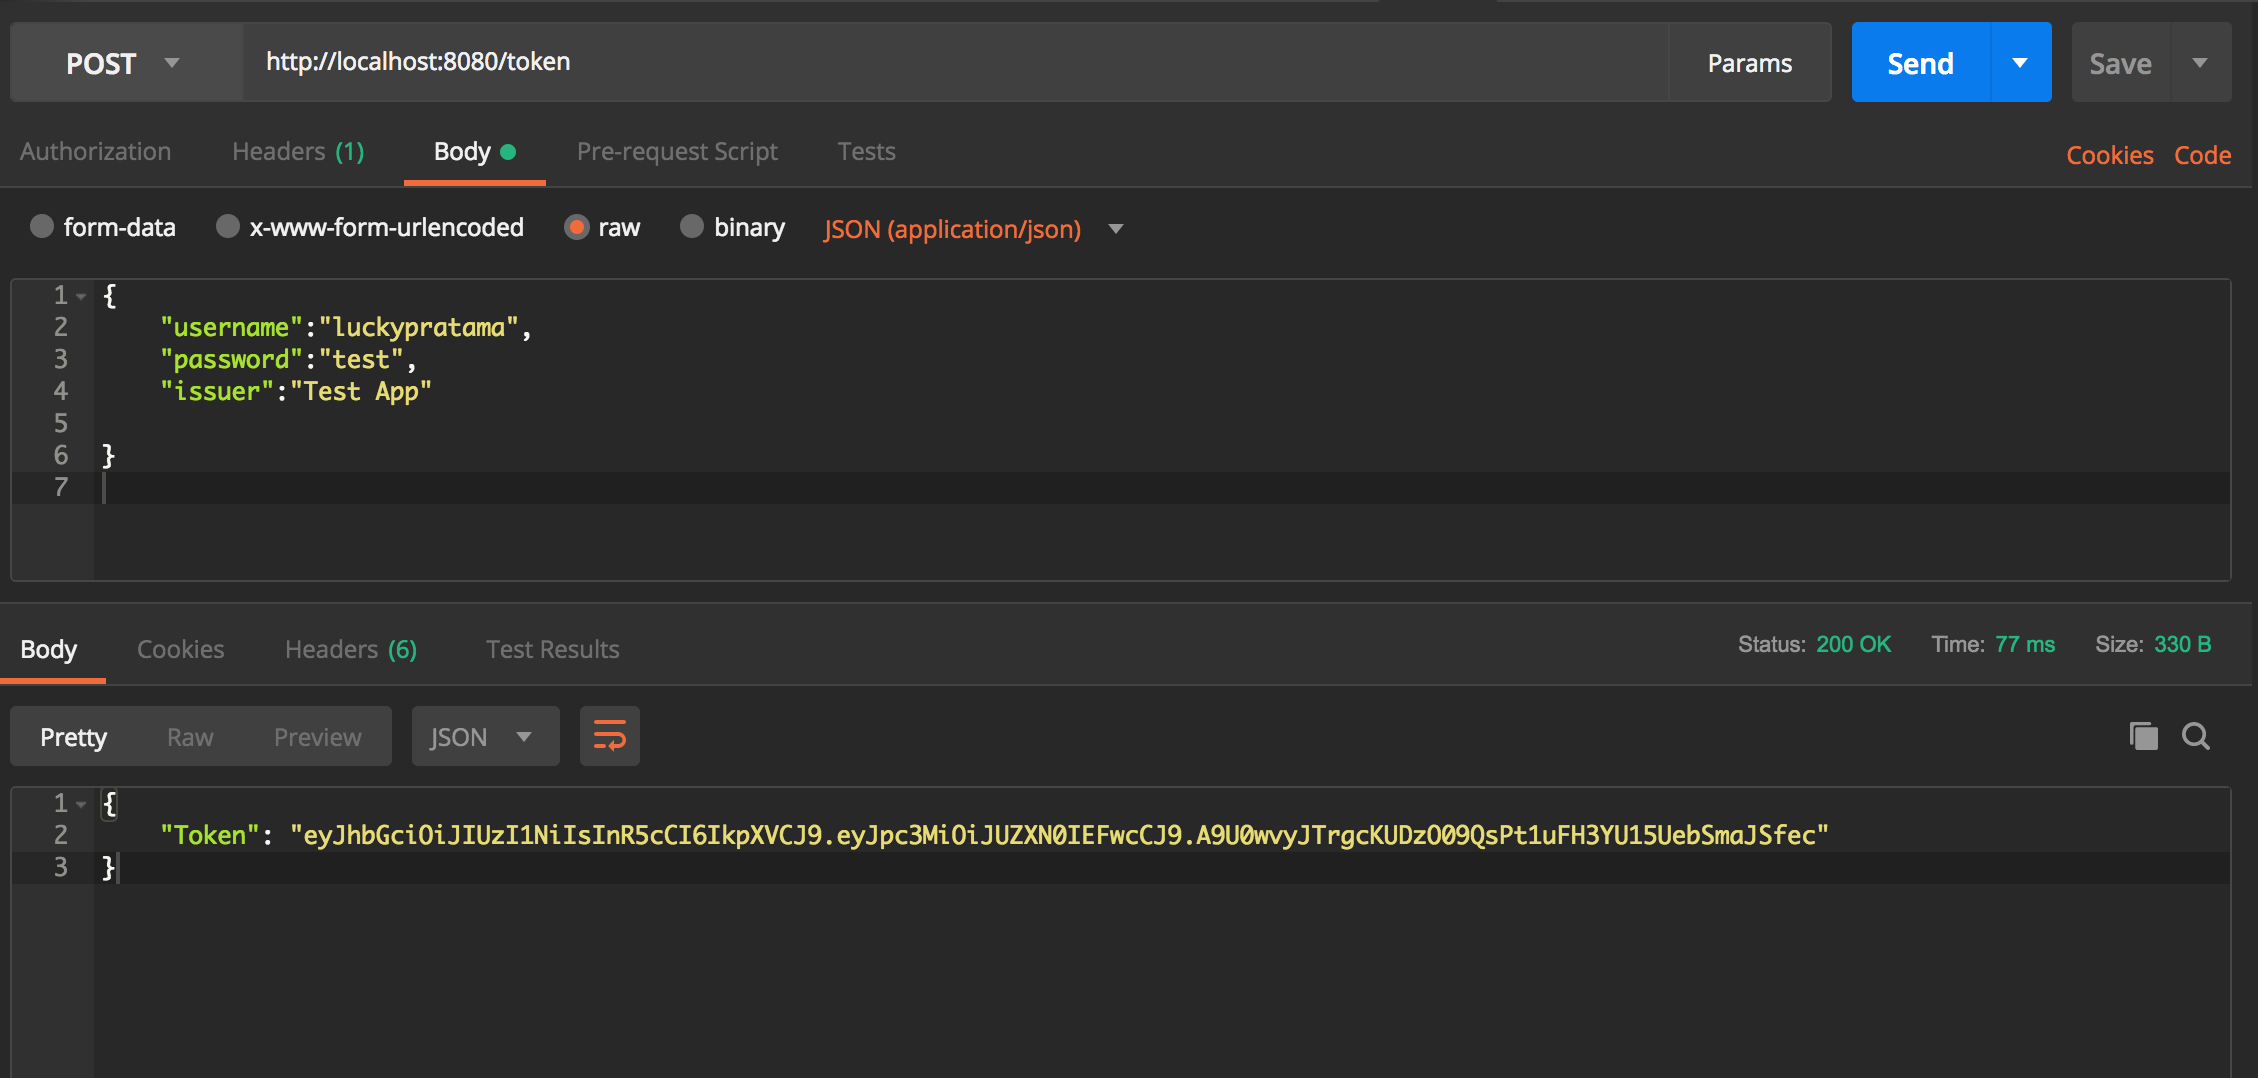 POST http://localhost:8080/token Params Send Save
Authorization Headers (1) Body Pre-request Script Tests Cookies Code
form-data x-www-form-urlencoded raw binary JSON (application/json)
1 {
2 "username":"luckypratama",
3 "password":"test",
4 "issuer":"Test App"
5
6 }
7
Body Cookies Headers (6) Test Results Status: 200 OK Time: 77 ms Size: 330 B
Pretty Raw Preview JSON
1 {
2 "Token": "eyJhbGciOiJIUzI1NiIsInR5cCI6IkpXVCJ9.eyJpc3MiOiJUZXN0IEFwcCJ9.A9U0wvyJTrgcKUDzO09QsPt1uFH3YU15UebSmaJSfec"
3 }